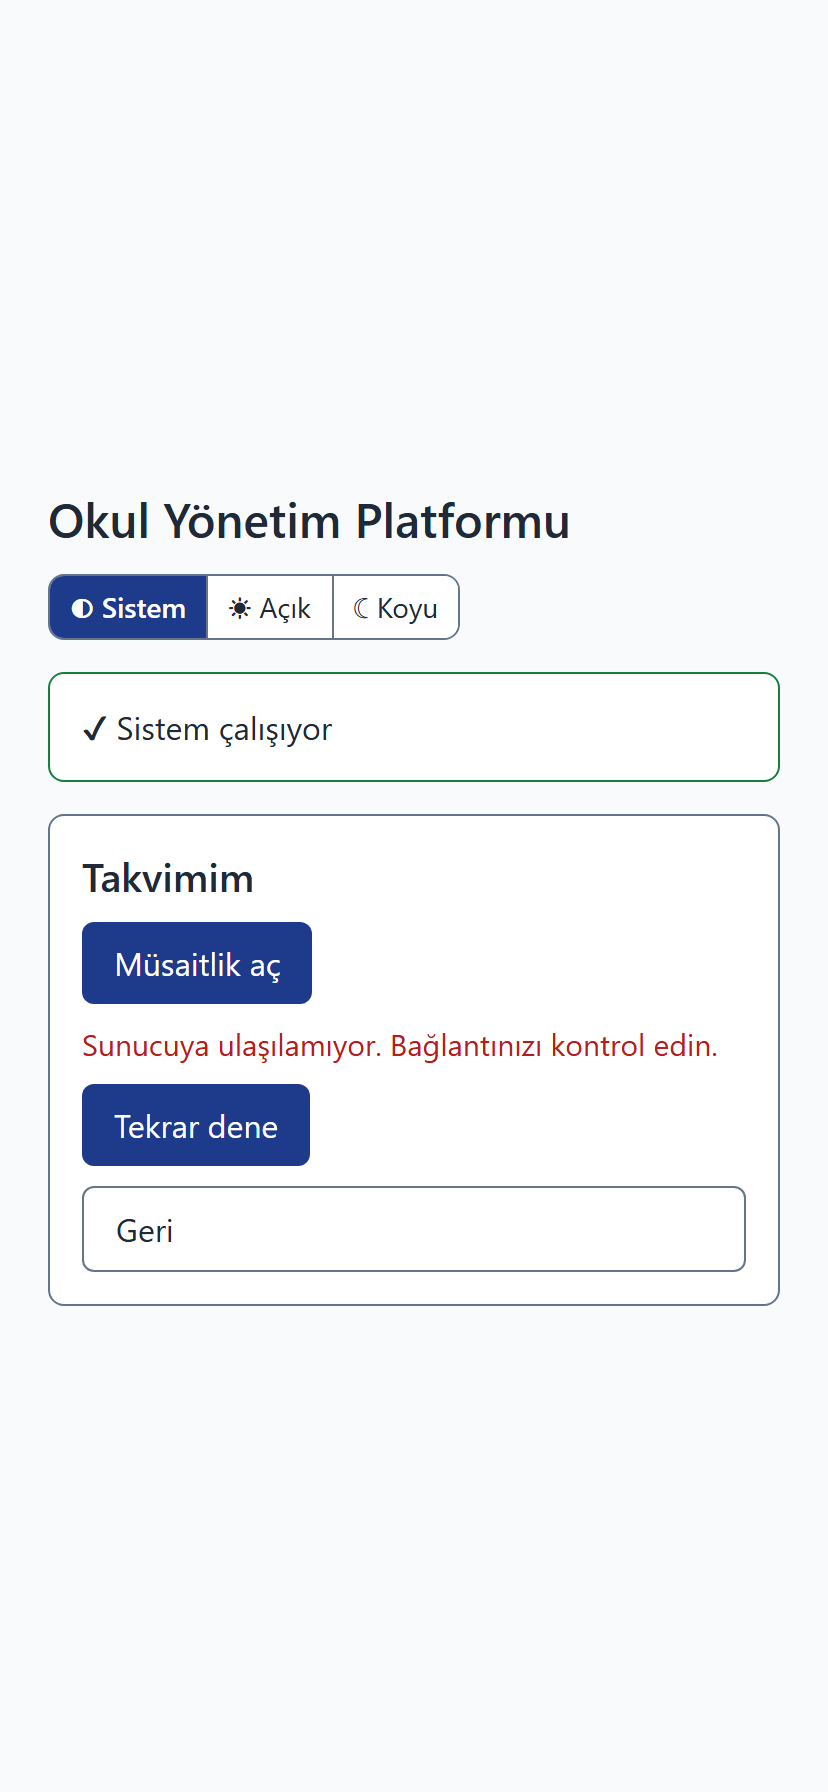 Okul Yönetim Platformu
◐ Sistem ☀ Açık ☾ Koyu
✓ Sistem çalışıyor
Takvimim
Müsaitlik aç
Sunucuya ulaşılamıyor. Bağlantınızı kontrol edin.
Tekrar dene
Geri